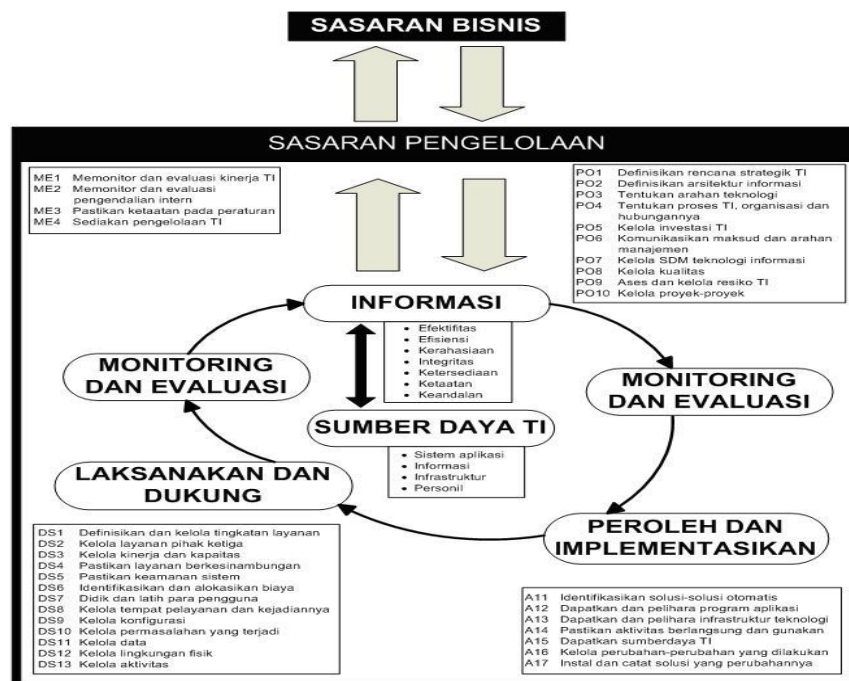 SASARAN BISNIS
SASARAN PENGELOLAAN
ME1 Memonitor dan evaluasi kinerja TI
ME2 Memonitor dan evaluasi
pengendalian intern
ME3 Pastikan ketaatan pada peraturan
ME4 Sediakan pengelolaan TI
PO1 Definisikan rencana strategik TI
PO2 Definisikan arsitektur informasi
PO3 Tentukan arahan teknologi
PO4 Tentukan proses TI, organisasi dan
hubungannya
PO5 Kelola investasi TI
PO6 Komunikasikan maksud dan arahan
manajemen
PO7 Kelola SDM teknologi informasi
PO8 Kelola kualitas
PO9 Ases dan kelola resiko TI
PO10 Kelola proyek-proyek
INFORMASI
• Efektifitas
• Efisiensi
• Kerahasiaan
• Integritas
• Ketersediaan
• Ketaatan
• Keandalan
MONITORING
DAN EVALUASI
MONITORING
DAN EVALUASI
SUMBER DAYA TI
• Sistem aplikasi
• Informasi
• Infrastruktur
• Personil
LAKSANAKAN DAN
DUKUNG
PEROLEH DAN
IMPLEMENTASIKAN
DS1 Definisikan dan kelola tingkatan layanan
DS2 Kelola layanan pihak ketiga
DS3 Kelola kinerja dan kapaitas
DS4 Pastikan layanan berkesinambungan
DS5 Pastikan keamanan sistem
DS6 Identifikasikan dan alokasikan biaya
DS7 Didik dan latih para pengguna
DS8 Kelola tempat pelayanan dan kejadiannya
DS9 Kelola konfigurasi
DS10 Kelola permasalahan yang terjadi
DS11 Kelola data
DS12 Kelola lingkungan fisik
DS13 Kelola aktivitas
A11 Identifikasikan solusi-solusi otomatis
A12 Dapatkan dan pelihara program aplikasi
A13 Dapatkan dan pelihara infrastruktur teknologi
A14 Pastikan aktivitas berlangsung dan gunakan
A15 Dapatkan sumberdaya TI
A16 Kelola perubahan-perubahan yang dilakukan
A17 Instal dan catat solusi yang perubahannya